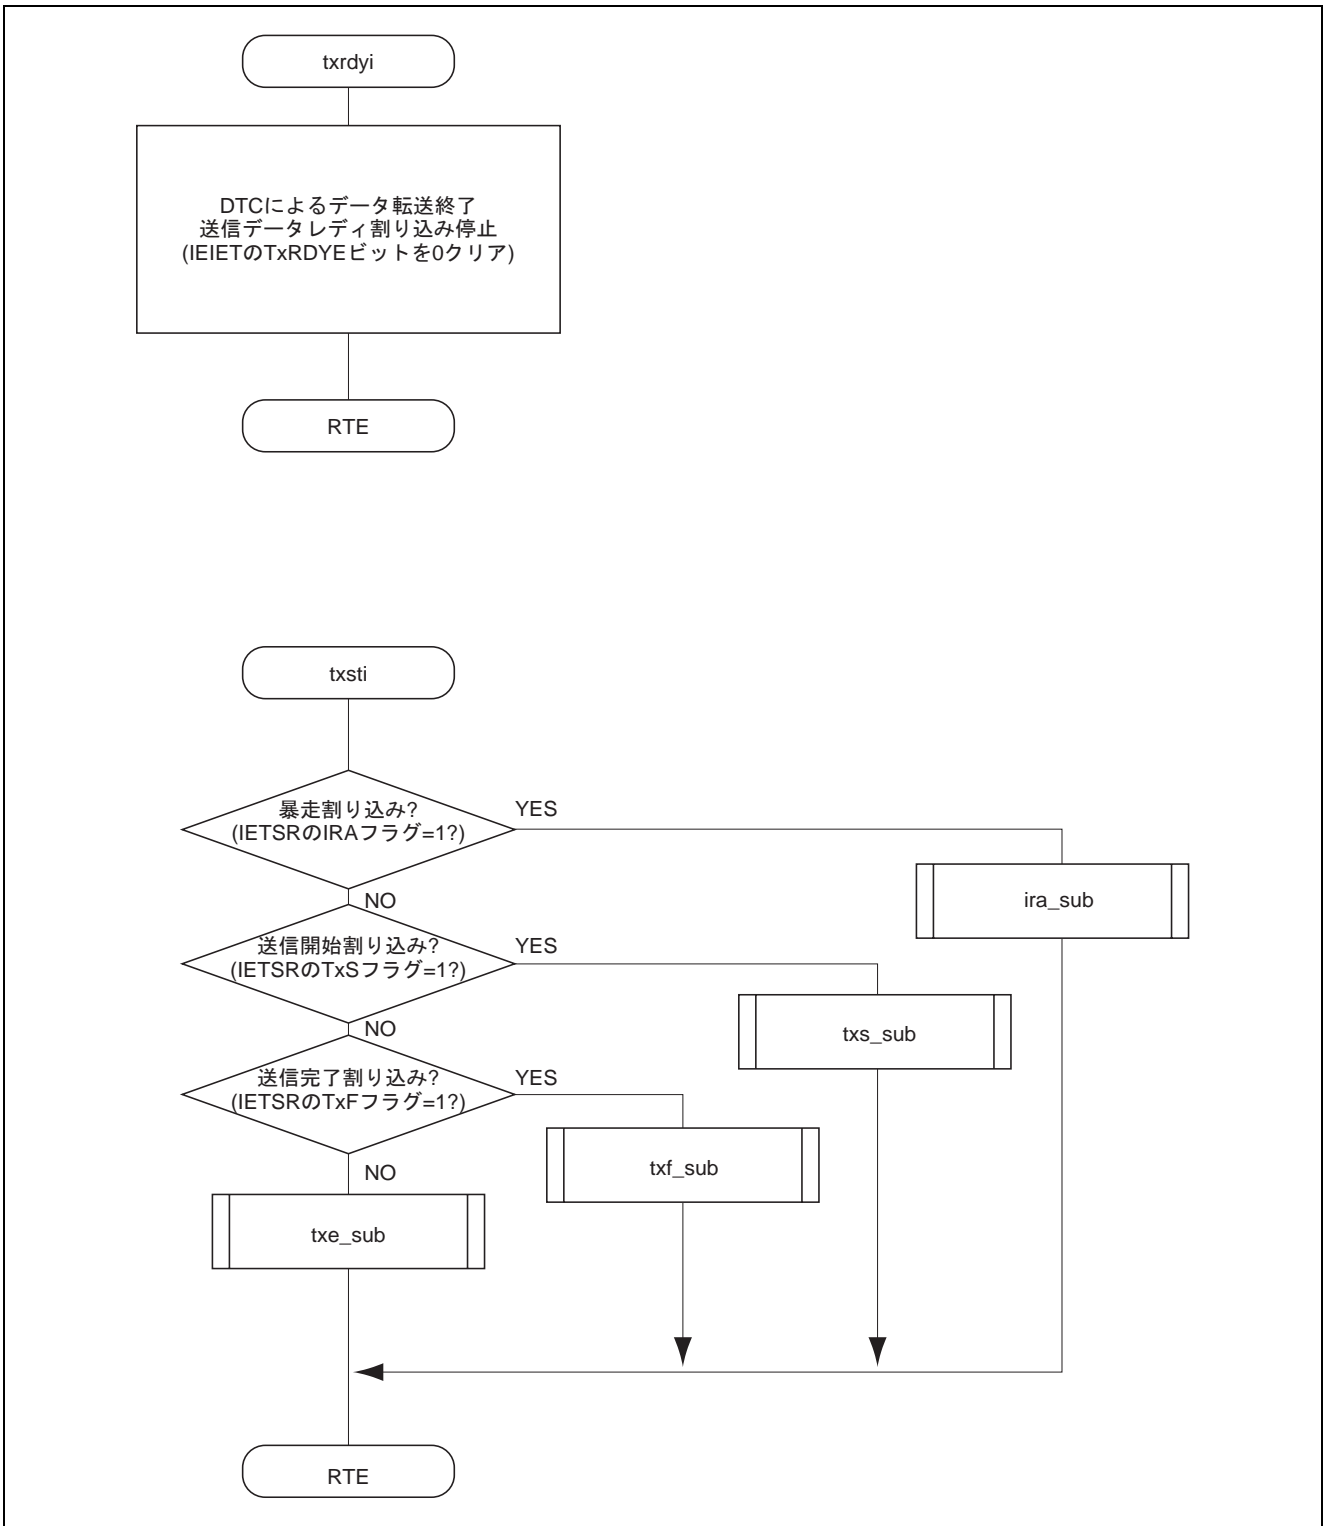 txrdyi
DTCによるデータ転送終了
送信データレディ割り込み停止
(IEIETのTxRDYEビットを0クリア)
RTE
txsti
暴走割り込み?
(IETSRのIRAフラグ=1?)
YES
ira_sub
NO
送信開始割り込み?
(IETSRのTxSフラグ=1?)
YES
txs_sub
NO
送信完了割り込み?
(IETSRのTxFフラグ=1?)
YES
txf_sub
NO
txe_sub
RTE